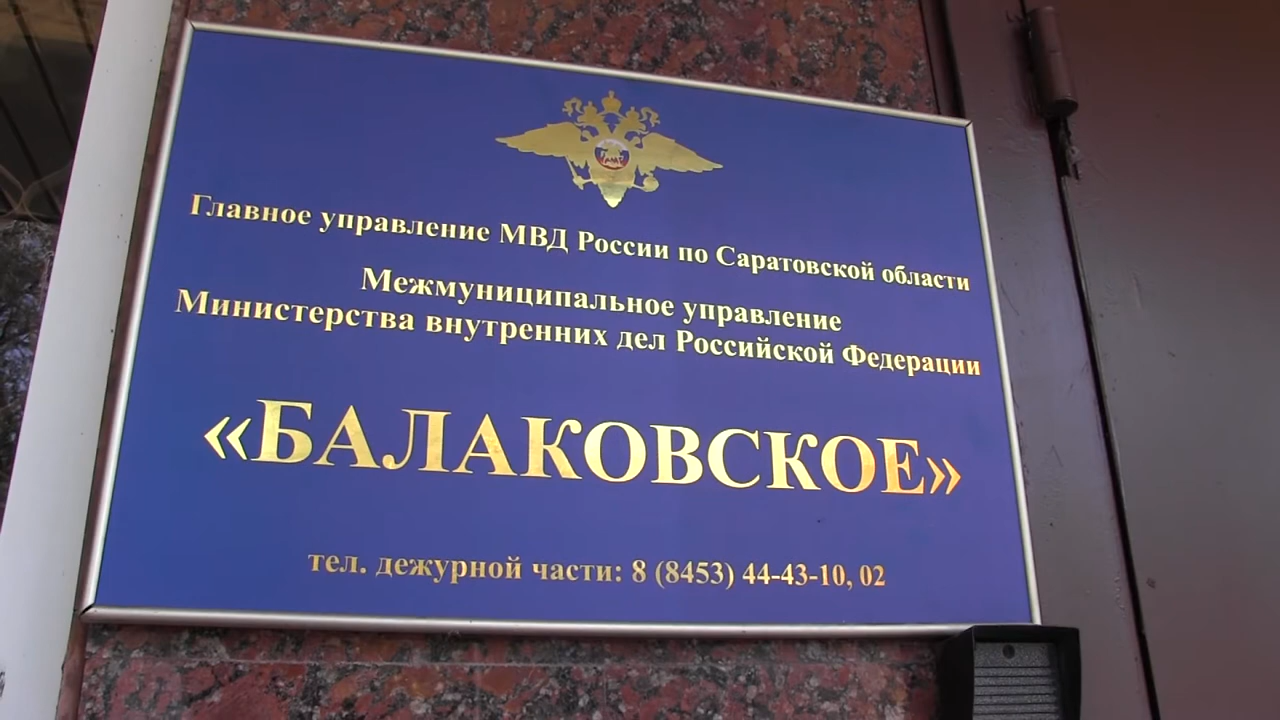 Главное управление МВД России по Саратовской области
Межмуниципальное управление
Министерства внутренних дел Российской Федерации
«БАЛАКОВСКОЕ»
тел. дежурной части: 8 (8453) 44-43-10, 02